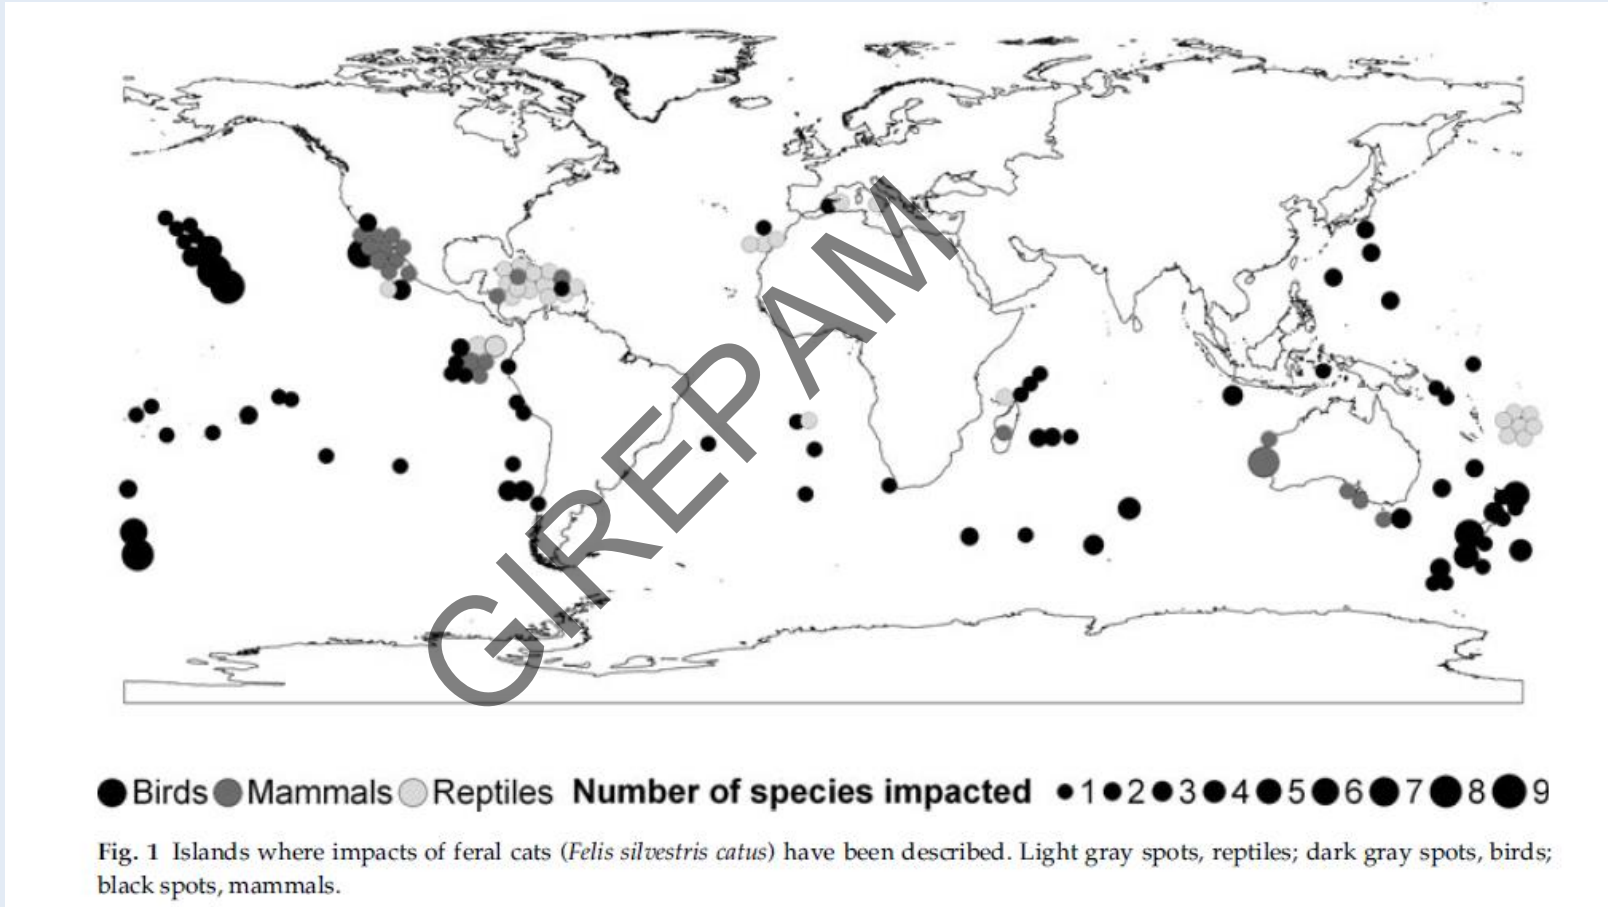 GIREPAM
Birds Mammals Reptiles Number of species impacted 1 2 3 4 5 6 7 8 9
Fig. 1 Islands where impacts of feral cats (Felis silvestris catus) have been described. Light gray spots, reptiles; dark gray spots, birds;
black spots, mammals.